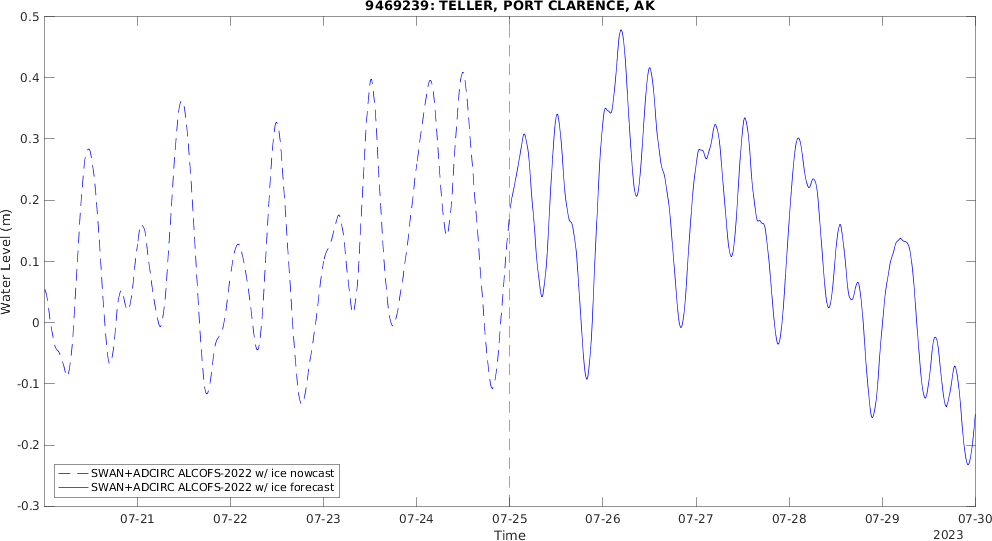 9469239: TELLER, PORT CLARENCE, AK
0.5
0.4
0.3
0.2
0.1
0
-0.1
-0.2
-0.3
Water Level (m)
SWAN+ADCIRC ALCOFS-2022 w/ ice nowcast
SWAN+ADCIRC ALCOFS-2022 w/ ice forecast
07-21 07-22 07-23 07-24 07-25 07-26 07-27 07-28 07-29 07-30
Time
2023